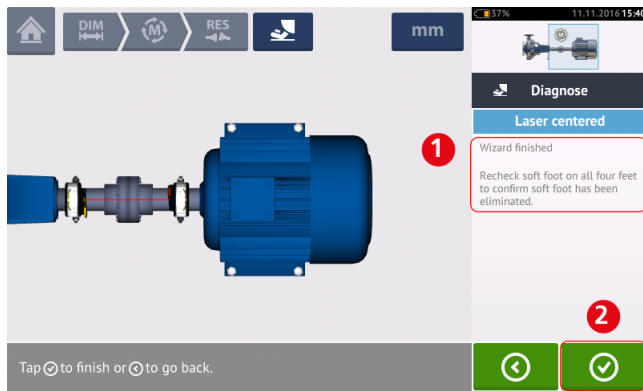 DIM
M
RES
mm
37%
11.11.2016 15:40
M
Diagnose
Laser centered
1
Wizard finished
Recheck soft foot on all four feet
to confirm soft foot has been
eliminated.
2
Tap to finish or to go back.